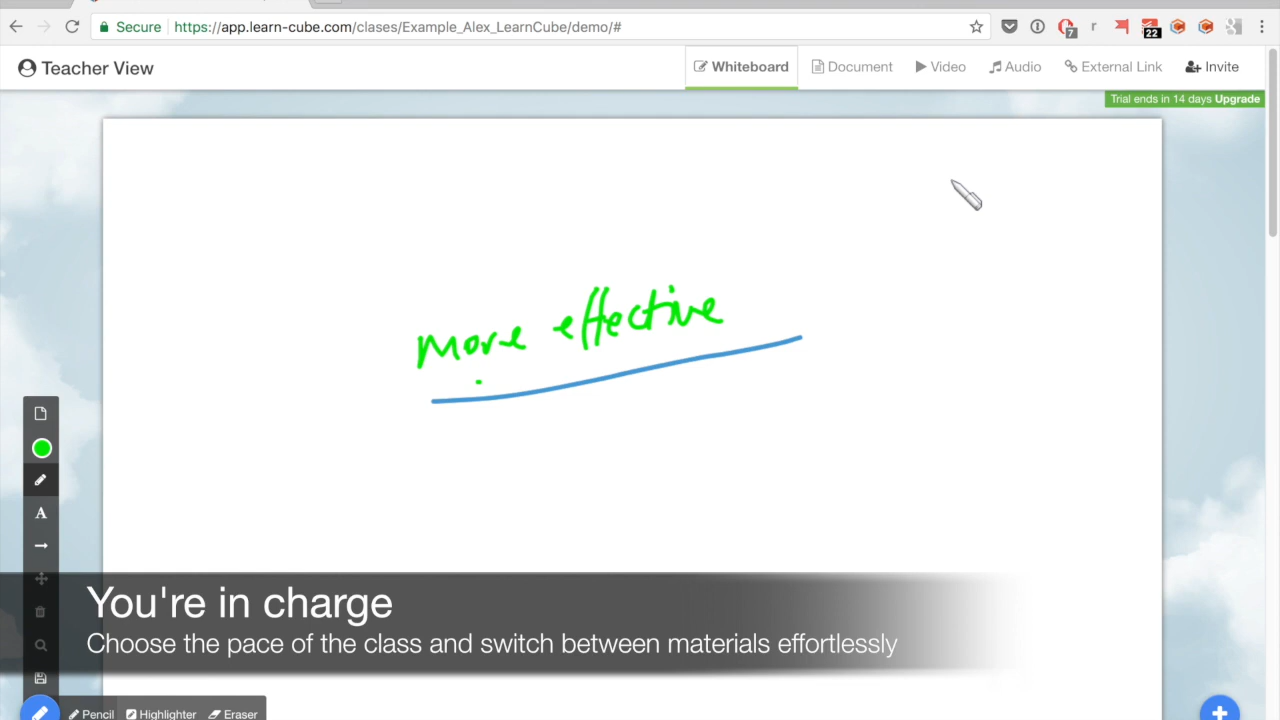 Secure https://app.learn-cube.com/clases/Example_Alex_LearnCube/demo/#
7 r 22
Teacher View Whiteboard Document Video Audio External Link Invite
Trial ends in 14 days Upgrade
more effective
A
You're in charge
Choose the pace of the class and switch between materials effortlessly
Pencil Highlighter Eraser